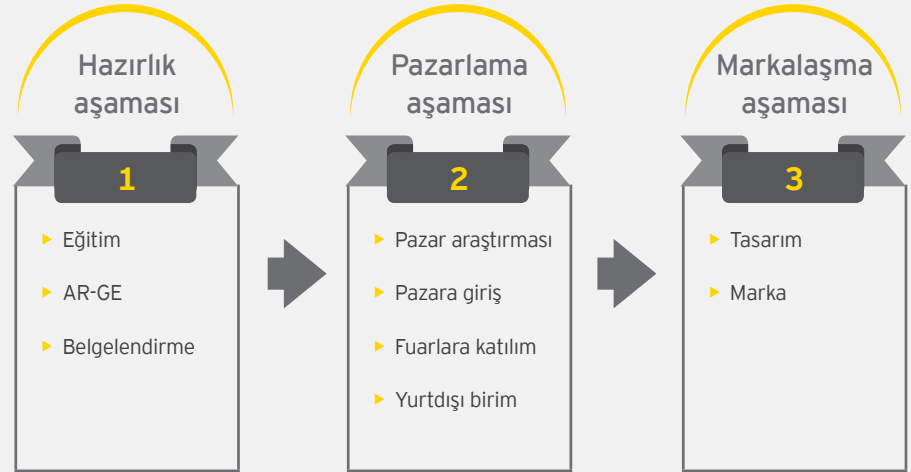 Hazırlık
aşaması
1
Eğitim
AR-GE
Belgelendirme
Pazarlama
aşaması
2
Pazar araştırması
Pazara giriş
Fuarlara katılım
Yurtdışı birim
Markalaşma
aşaması
3
Tasarım
Marka